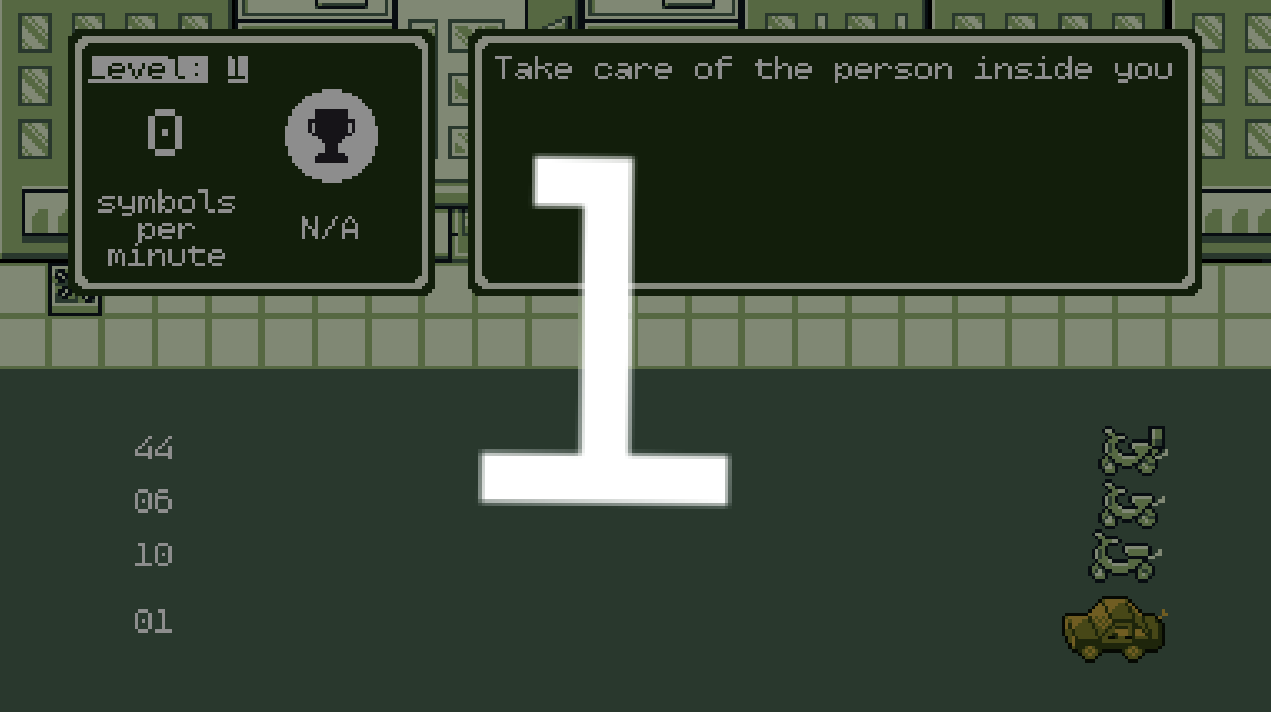 Level: 1
0
symbols
per
minute
N/A
Take care of the person inside you
1
44
06
10
01